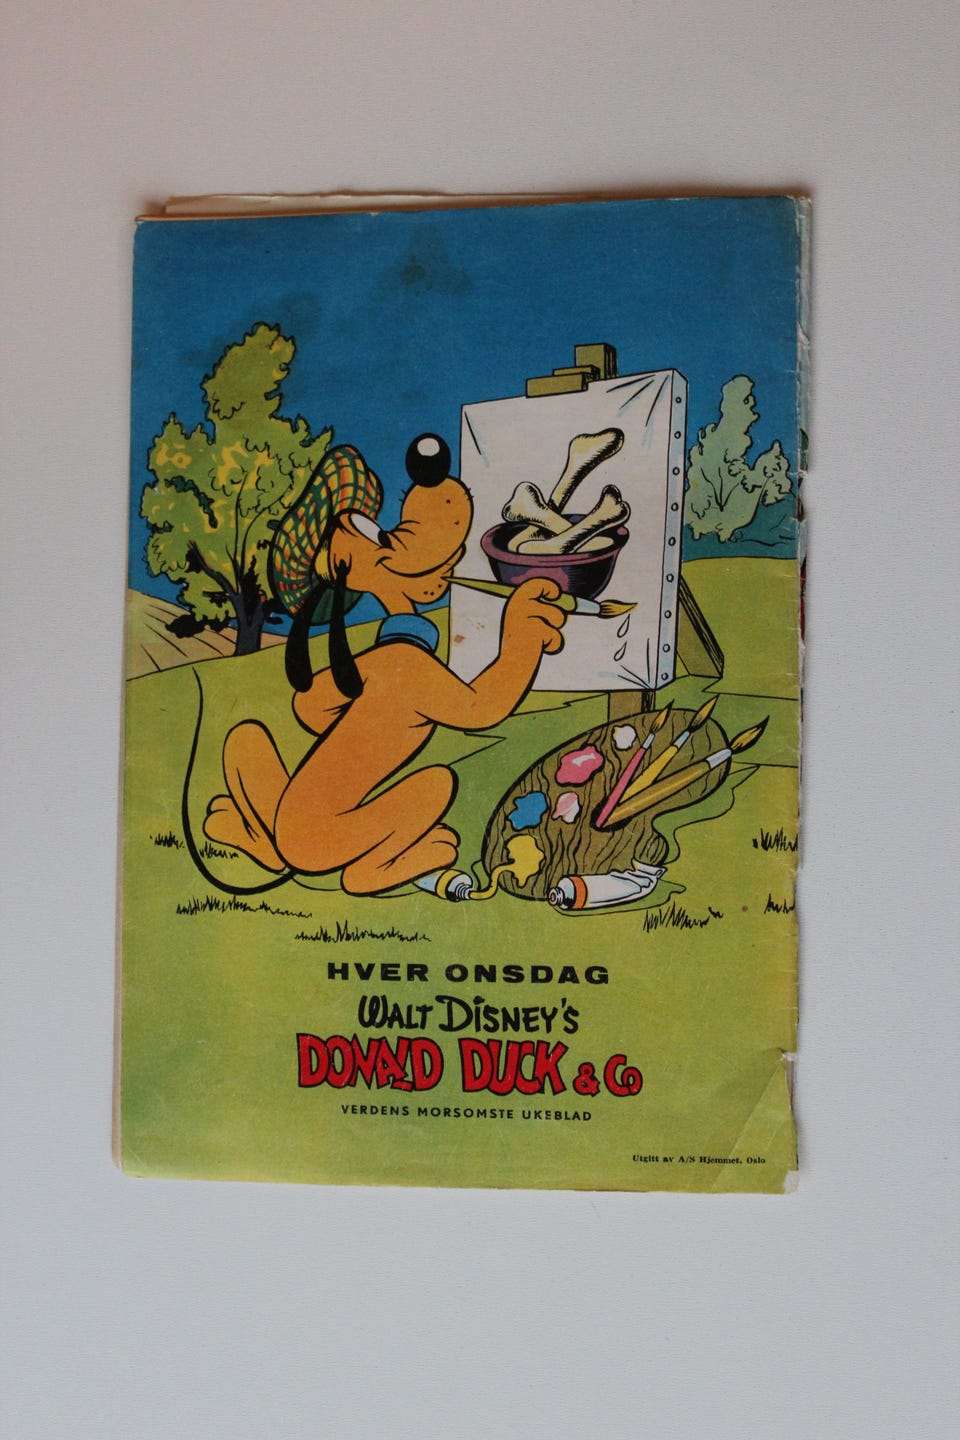 HVER ONSDAG
WALT DISNEY'S
DONALD DUCK & Co
VERDENS MORSOMSTE UKEBLAD
Utgitt av A/S Hjemmet, Oslo